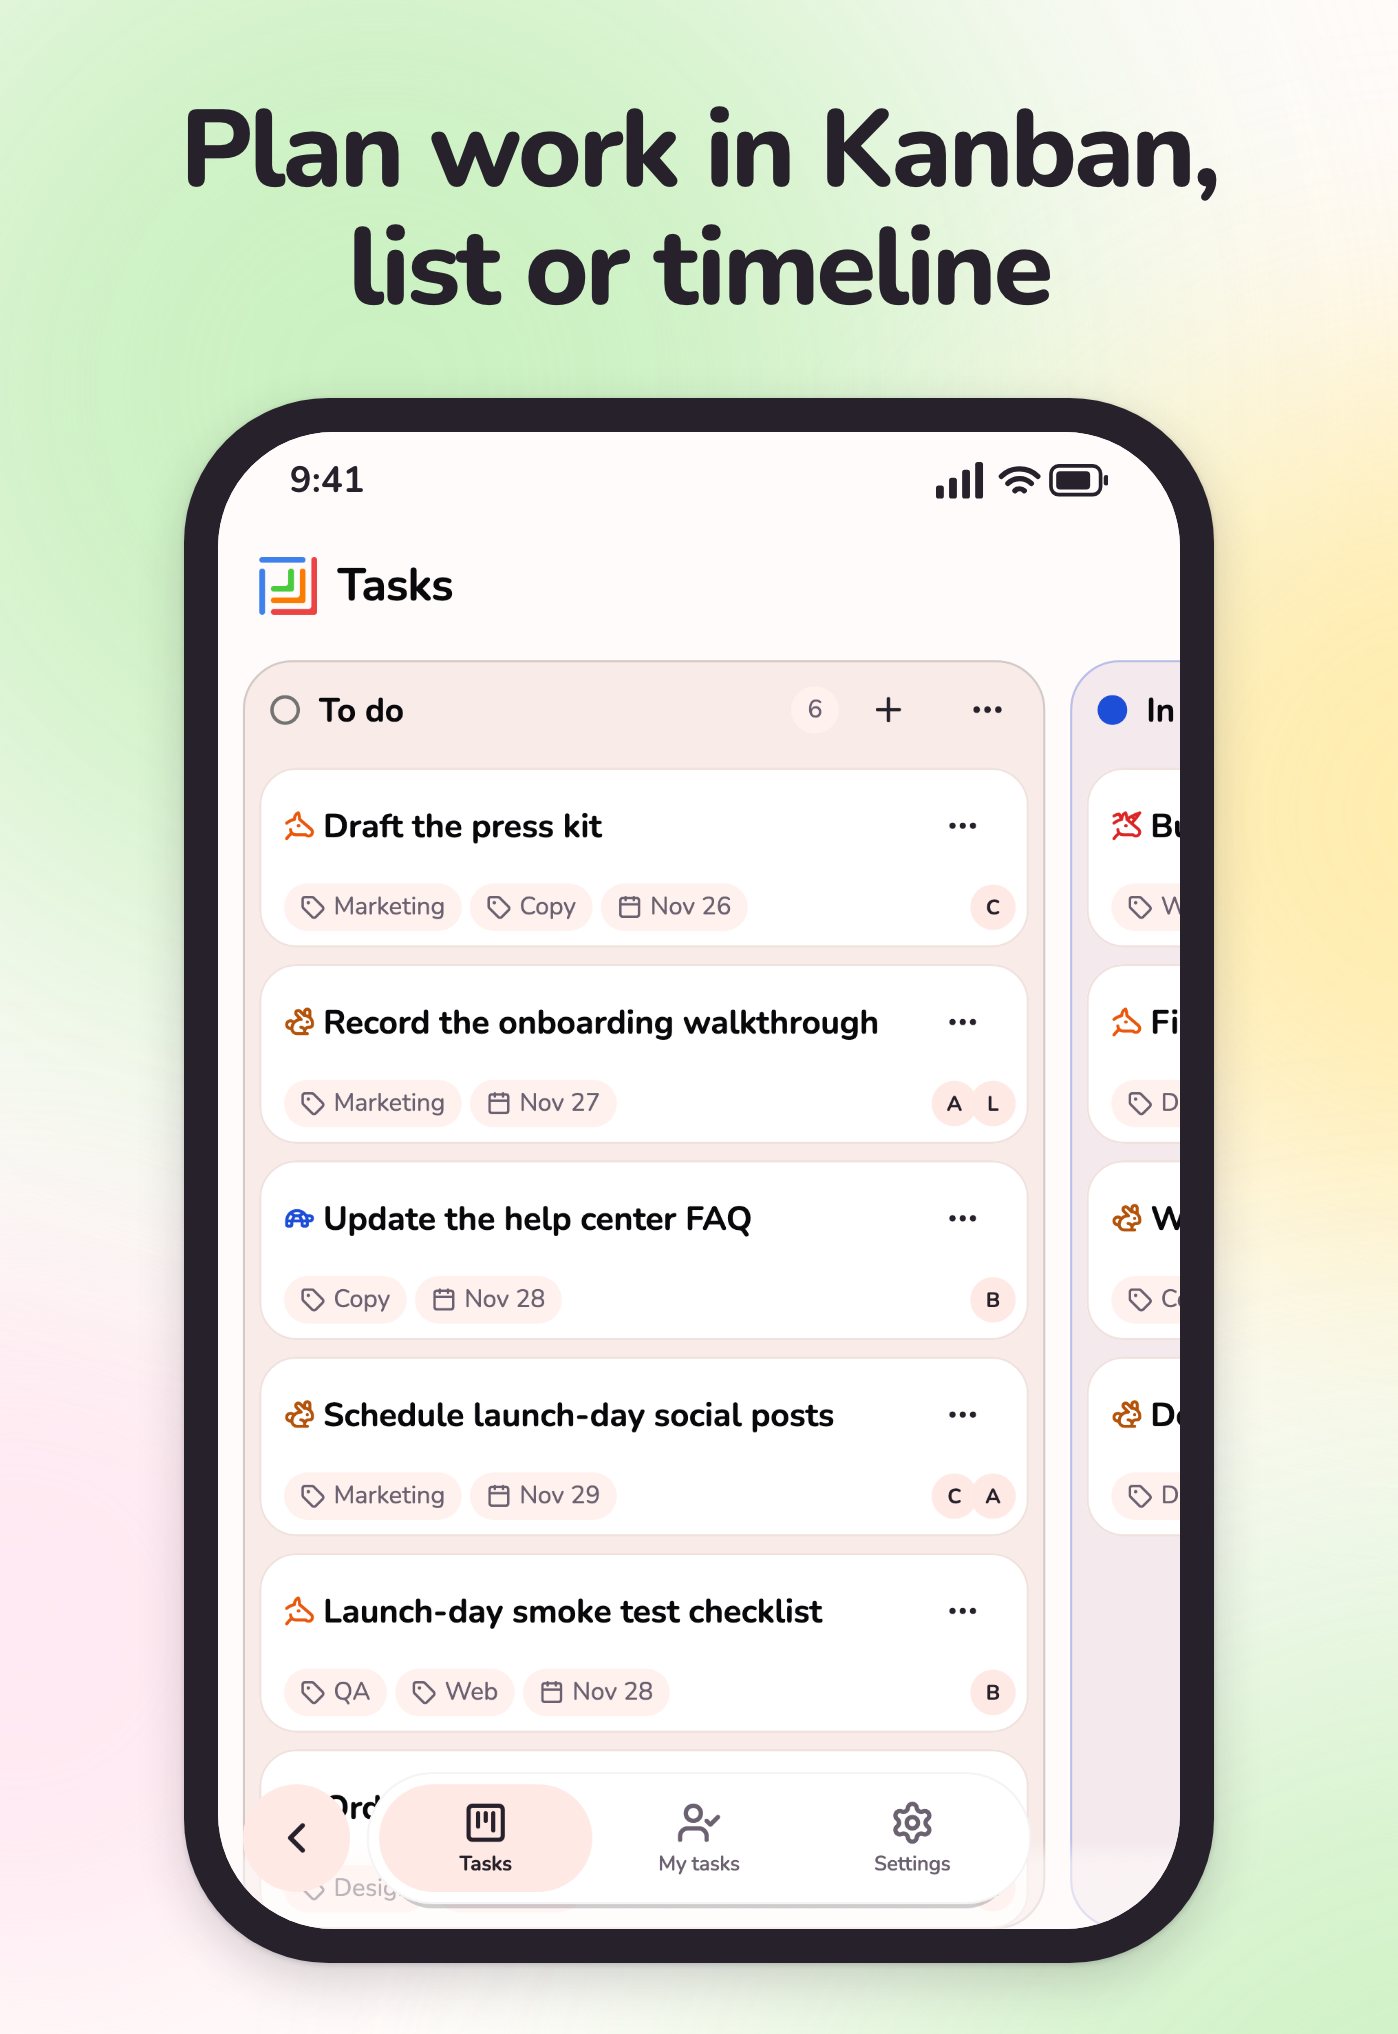 Plan work in Kanban,
list or timeline
9:41
Tasks
To do 6
Draft the press kit
Marketing Copy Nov 26 C
Record the onboarding walkthrough
Marketing Nov 27 A L
Update the help center FAQ
Copy Nov 28 B
Schedule launch-day social posts
Marketing Nov 29 C A
Launch-day smoke test checklist
QA Web Nov 28 B
In
Tasks My tasks Settings